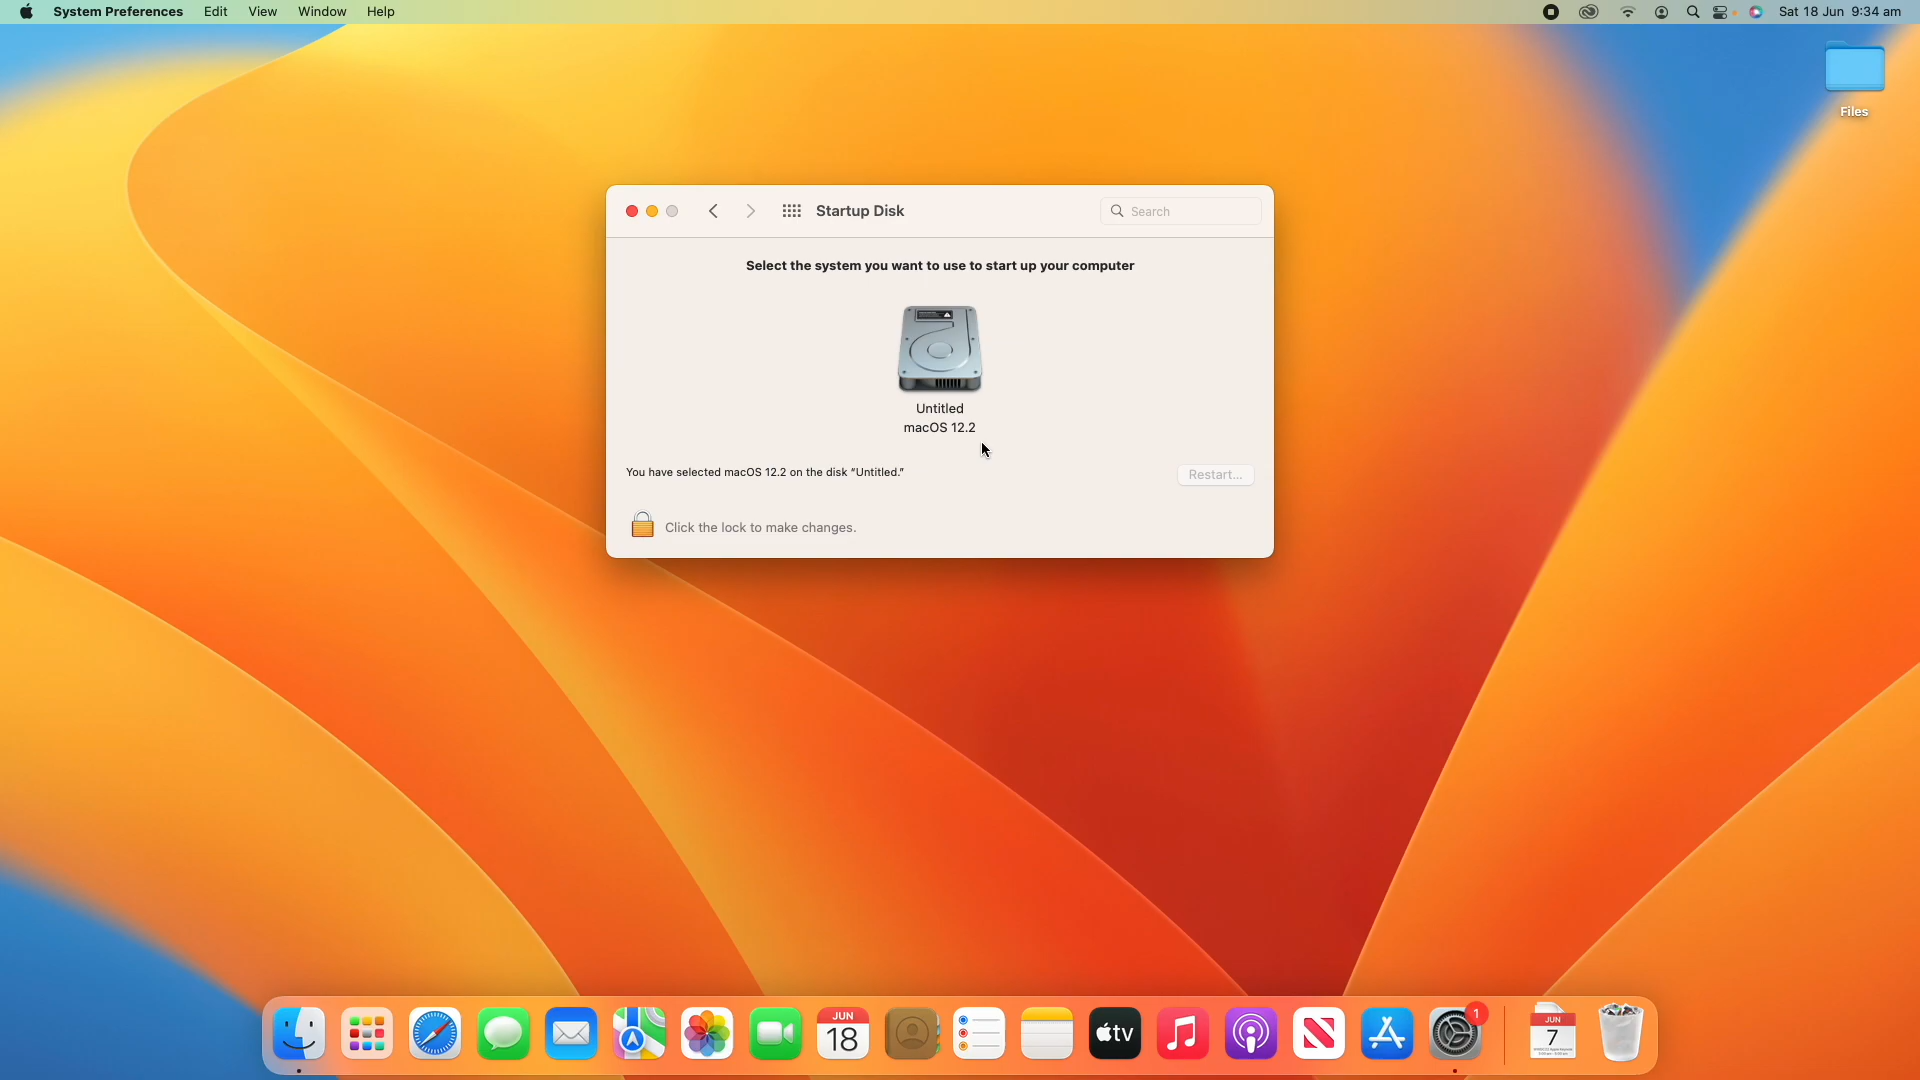 System Preferences Edit View Window Help
Sat 18 Jun 9:34 am
Files
Startup Disk
Search
Select the system you want to use to start up your computer
Untitled
macOS 12.2
You have selected macOS 12.2 on the disk “Untitled.”
Restart...
Click the lock to make changes.
JUN
18
tv
1
JUN
7